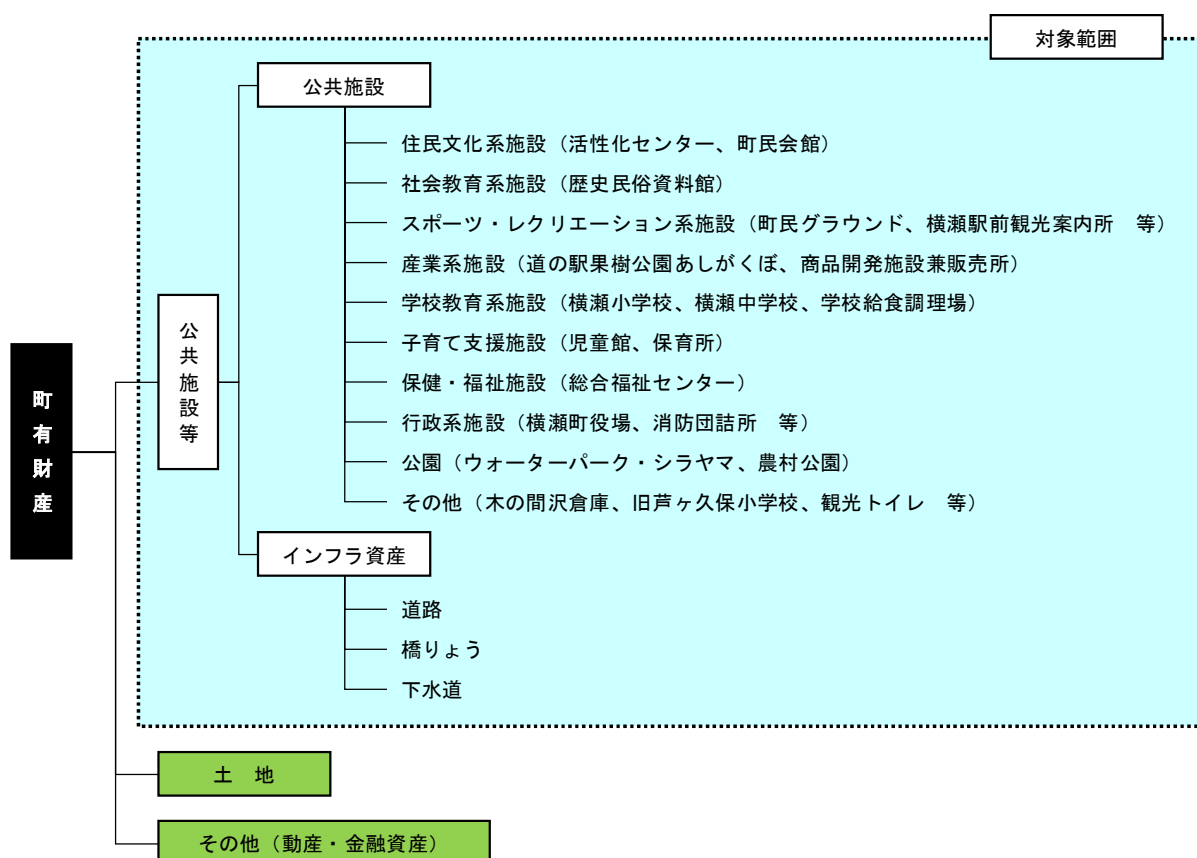 対象範囲
公共施設
住民文化系施設（活性化センター、町民会館）
社会教育系施設（歴史民俗資料館）
スポーツ・レクリエーション系施設（町民グラウンド、横瀬駅前観光案内所　等）
産業系施設（道の駅果樹公園あしがくぼ、商品開発施設兼販売所）
学校教育系施設（横瀬小学校、横瀬中学校、学校給食調理場）
子育て支援施設（児童館、保育所）
保健・福祉施設（総合福祉センター）
行政系施設（横瀬町役場、消防団詰所　等）
公園（ウォーターパーク・シラヤマ、農村公園）
その他（木の間沢倉庫、旧芦ヶ久保小学校、観光トイレ　等）
公共施設等
町有財産
インフラ資産
道路
橋りょう
下水道
土　地
その他（動産・金融資産）